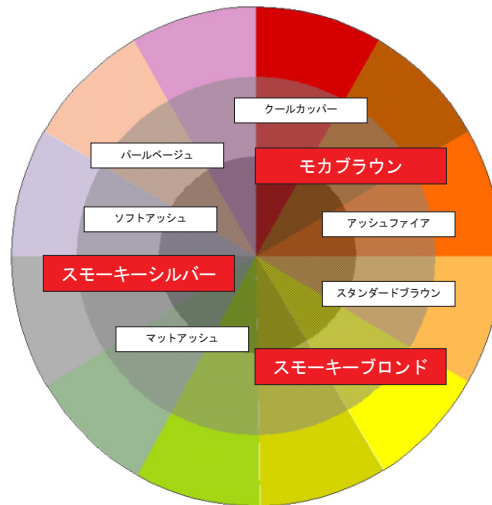 クールカッパー
パールベージュ
モカブラウン
ソフトアッシュ
アッシュファイア
スモーキーシルバー
スタンダードブラウン
マットアッシュ
スモーキーブロンド